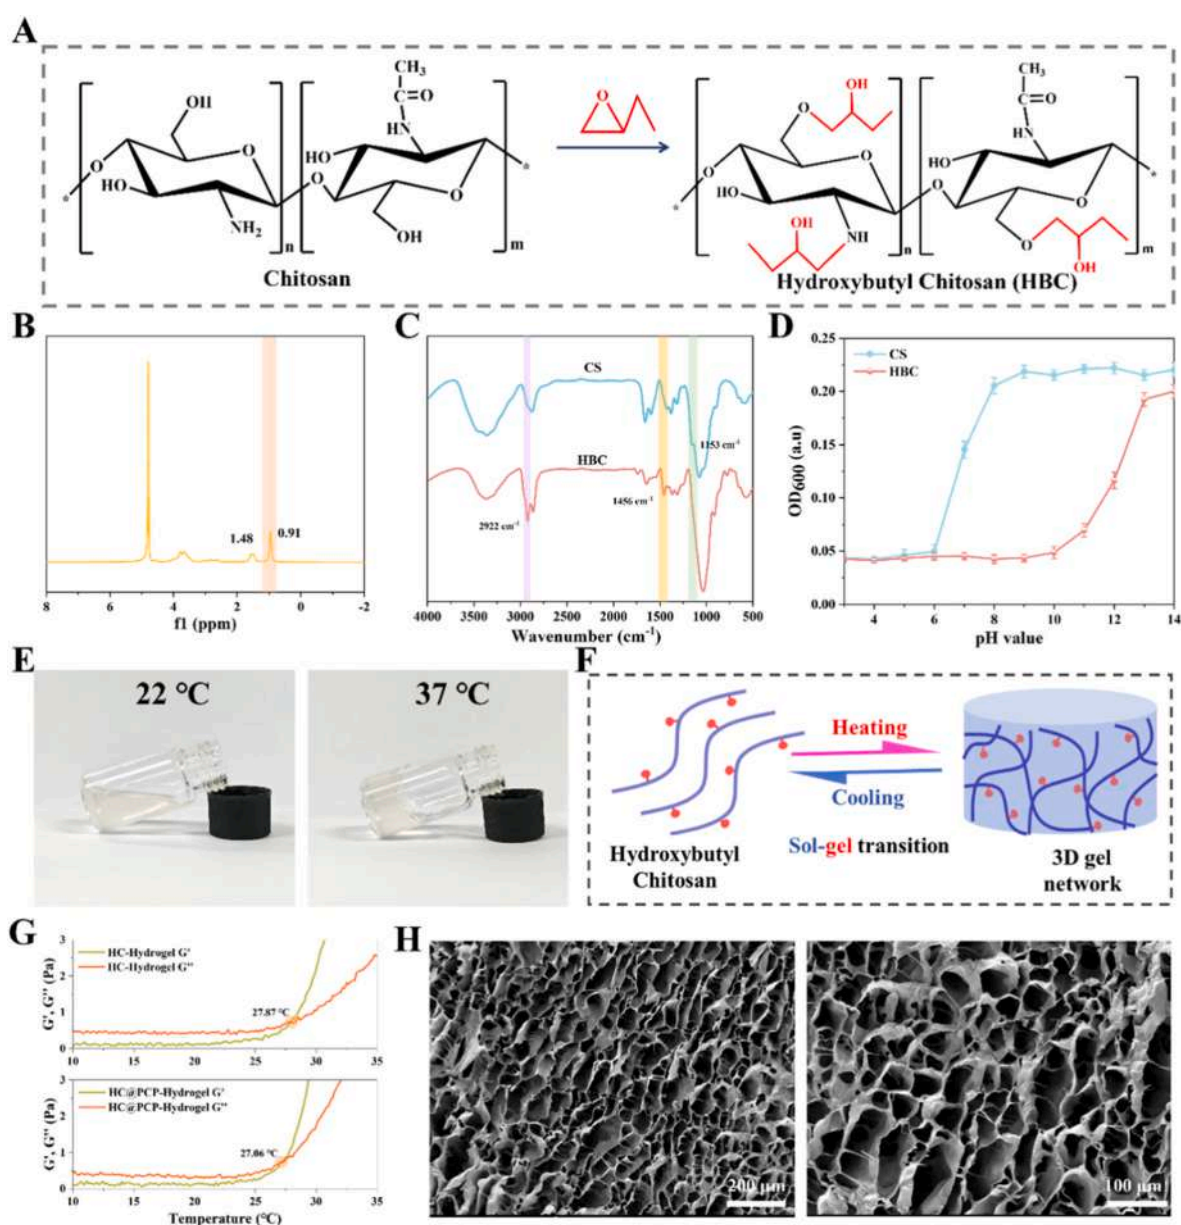 A
CH₃
C=O
OH
HN
O
HO
NH₂
n
OH
m
Chitosan
O
OH
O
HO
NH
OH
n
CH₃
C=O
HN
HO
O
OH
m
Hydroxybutyl Chitosan (HBC)
B
1.48
0.91
8 6 4 2 0 -2
f1 (ppm)
C
CS
1153 cm⁻¹
HBC
1456 cm⁻¹
2922 cm⁻¹
4000 3500 3000 2500 2000 1500 1000 500
Wavenumber (cm⁻¹)
D
CS
HBC
0.25
0.20
0.15
0.10
0.05
0.00
OD600 (a.u)
4 6 8 10 12 14
pH value
E
22 °C
37 °C
F
Heating
Cooling
Sol-gel transition
Hydroxybutyl
Chitosan
3D gel
network
G
HC-Hydrogel G'
HC-Hydrogel G''
27.87 °C
3
2
1
0
G', G'' (Pa)
10 15 20 25 30 35
HC@PCP-Hydrogel G'
HC@PCP-Hydrogel G''
27.06 °C
3
2
1
0
G', G'' (Pa)
10 15 20 25 30 35
Temperature (°C)
H
200 μm
100 μm